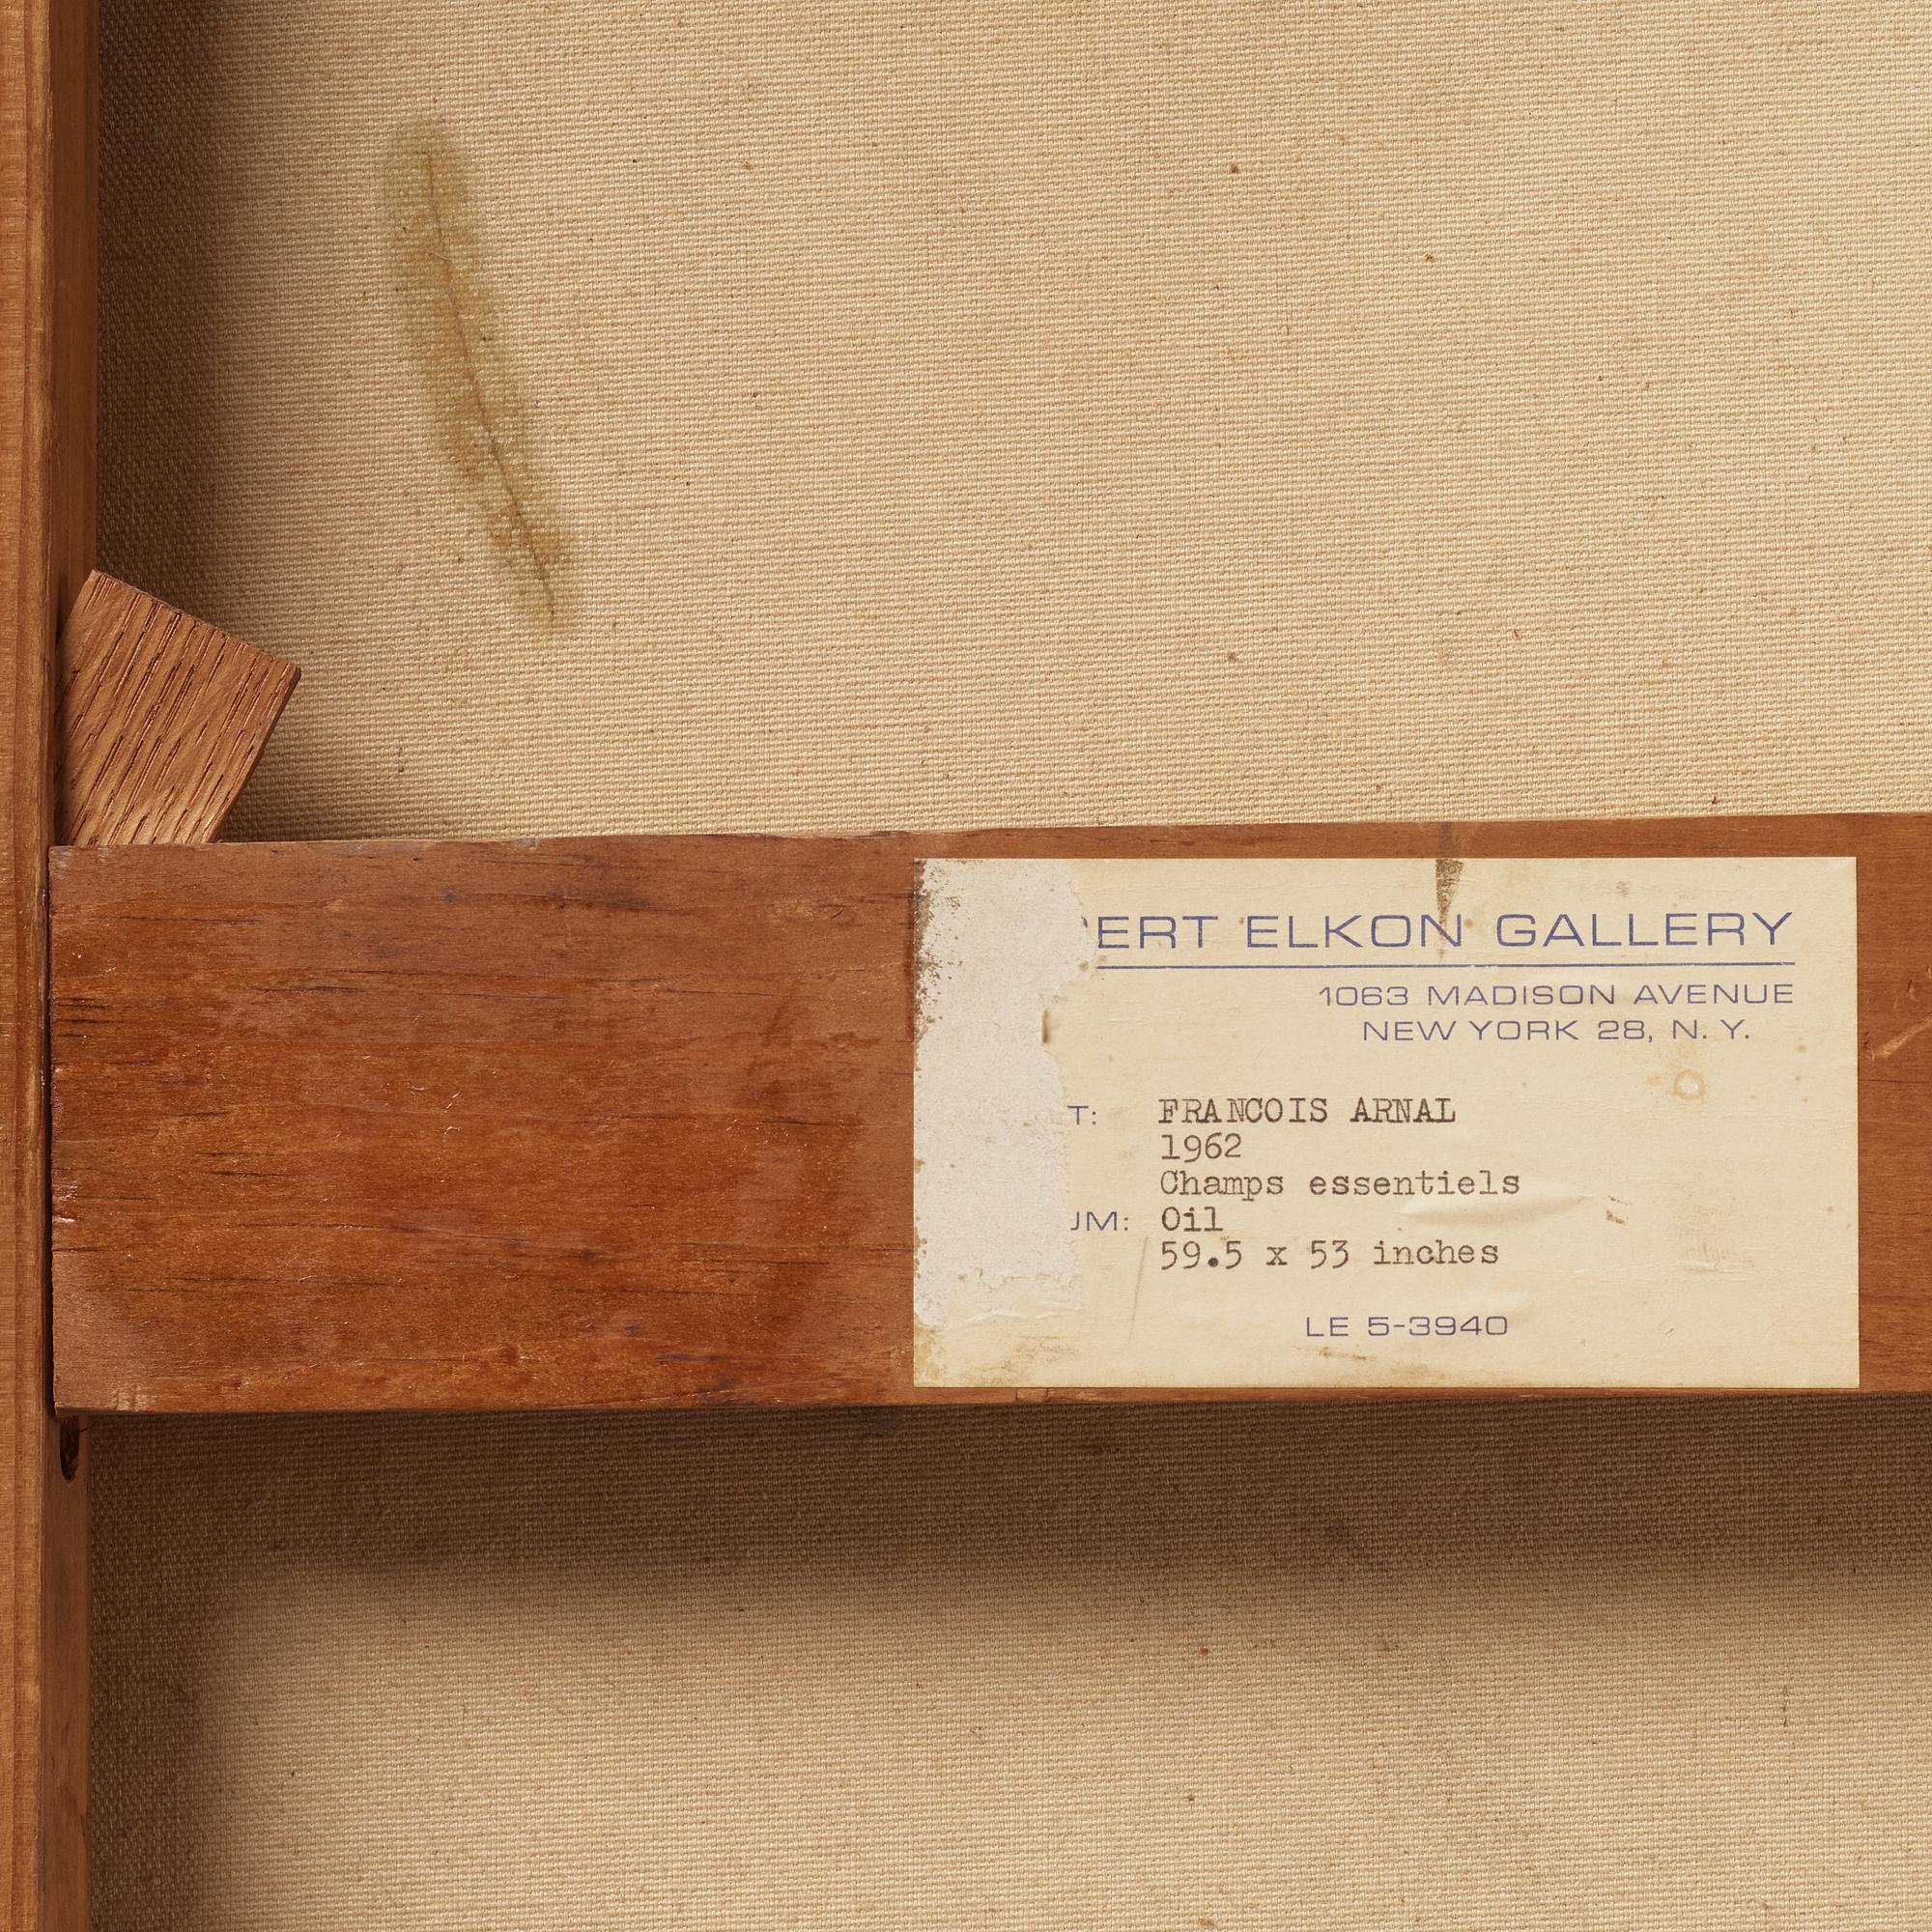 ERT ELKON GALLERY
1063 MADISON AVENUE
NEW YORK 28, N. Y.
T: FRANCOIS ARNAL
1962
Champs essentiels
UM: Oil
59.5 x 53 inches
LE 5-3940